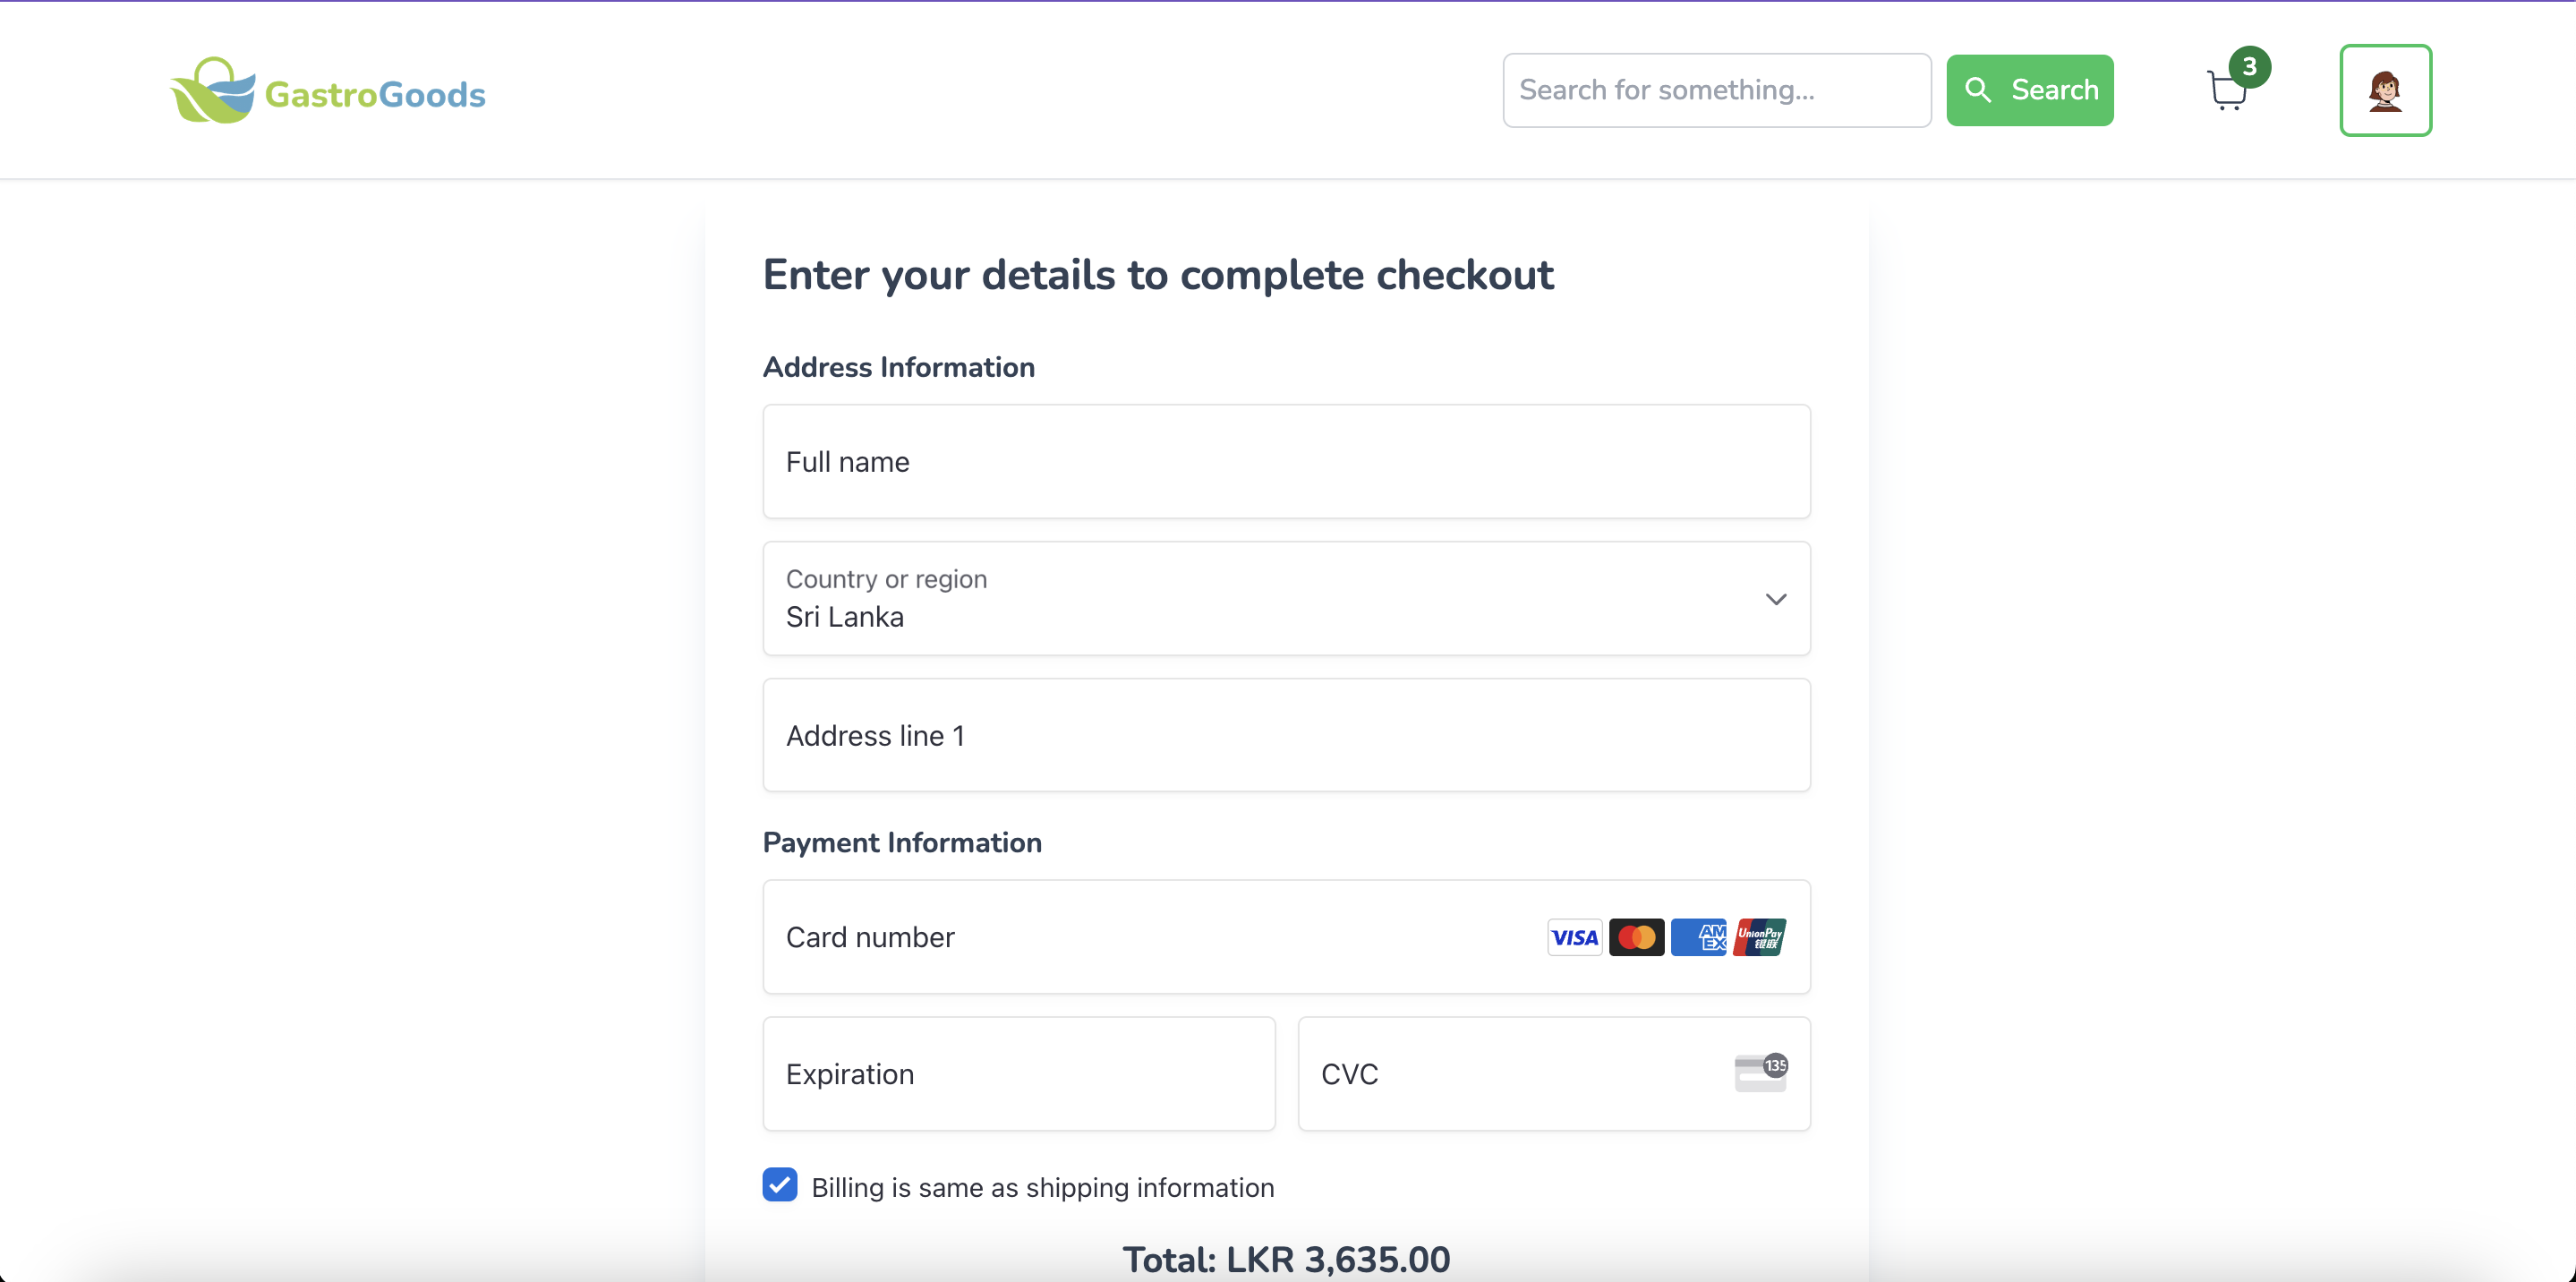 GastroGoods
Search for something...
Search
3
Enter your details to complete checkout
Address Information
Full name
Country or region
Sri Lanka
Address line 1
Payment Information
Card number
VISA
AM
EX
UnionPay
银联
Expiration
CVC
135
Billing is same as shipping information
Total: LKR 3,635.00